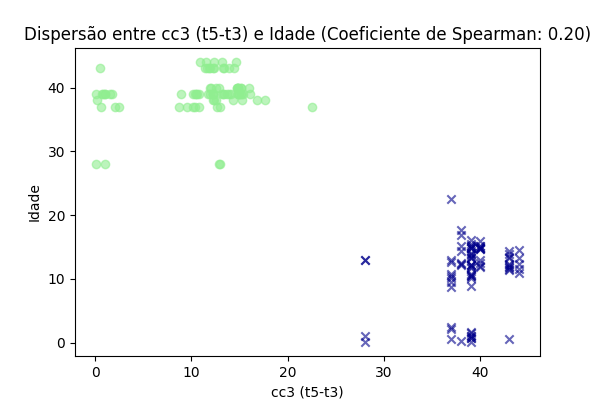 Dispersão entre cc3 (t5-t3) e Idade (Coeficiente de Spearman: 0.20)
40
30
20
10
0
Idade
0 10 20 30 40
cc3 (t5-t3)